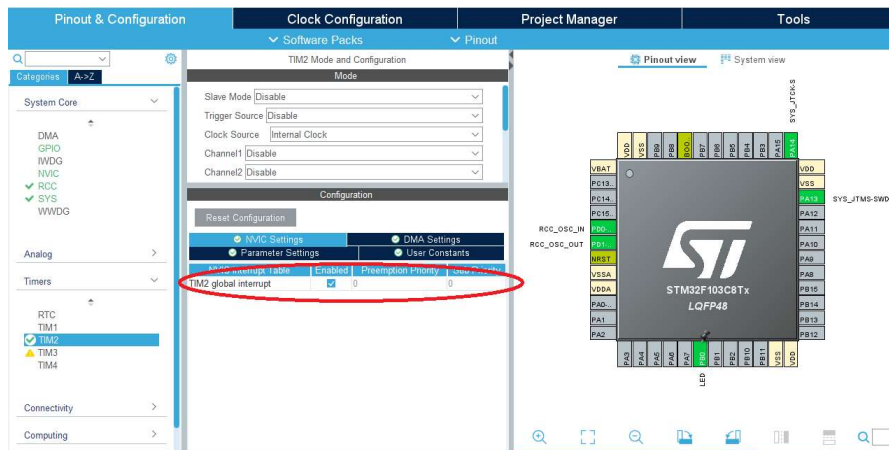 Pinout & Configuration
Clock Configuration
Project Manager
Tools
Software Packs
Pinout
Categories
A->Z
System Core
DMA
GPIO
IWDG
NVIC
RCC
SYS
WWDG
Analog
Timers
RTC
TIM1
TIM2
TIM3
TIM4
Connectivity
Computing
TIM2 Mode and Configuration
Mode
Slave Mode Disable
Trigger Source Disable
Clock Source Internal Clock
Channel1 Disable
Channel2 Disable
Configuration
Reset Configuration
NVIC Settings
DMA Settings
Parameter Settings
User Constants
NVIC Interrupt Table Enabled Preemption Priority Sub Priority
TIM2 global interrupt 0 0
Pinout view
System view
SYS_JTCK-S
VDD
VSS
PB9
PB8
BOO..
PB7
PB6
PB5
PB4
PB3
PA15
PA14
VBAT
PC13..
PC14..
PC15..
RCC_OSC_IN PD0-..
RCC_OSC_OUT PD1-..
NRST
VSSA
VDDA
PA0-..
PA1
PA2
VDD
VSS
PA13 SYS_JTMS-SWD
PA12
PA11
PA10
PA9
PA8
PB15
PB14
PB13
PB12
STM32F103C8Tx
LQFP48
PA3
PA4
PA5
PA6
PA7
PB0
PB1
PB2
PB10
PB11
VSS
VDD
LED